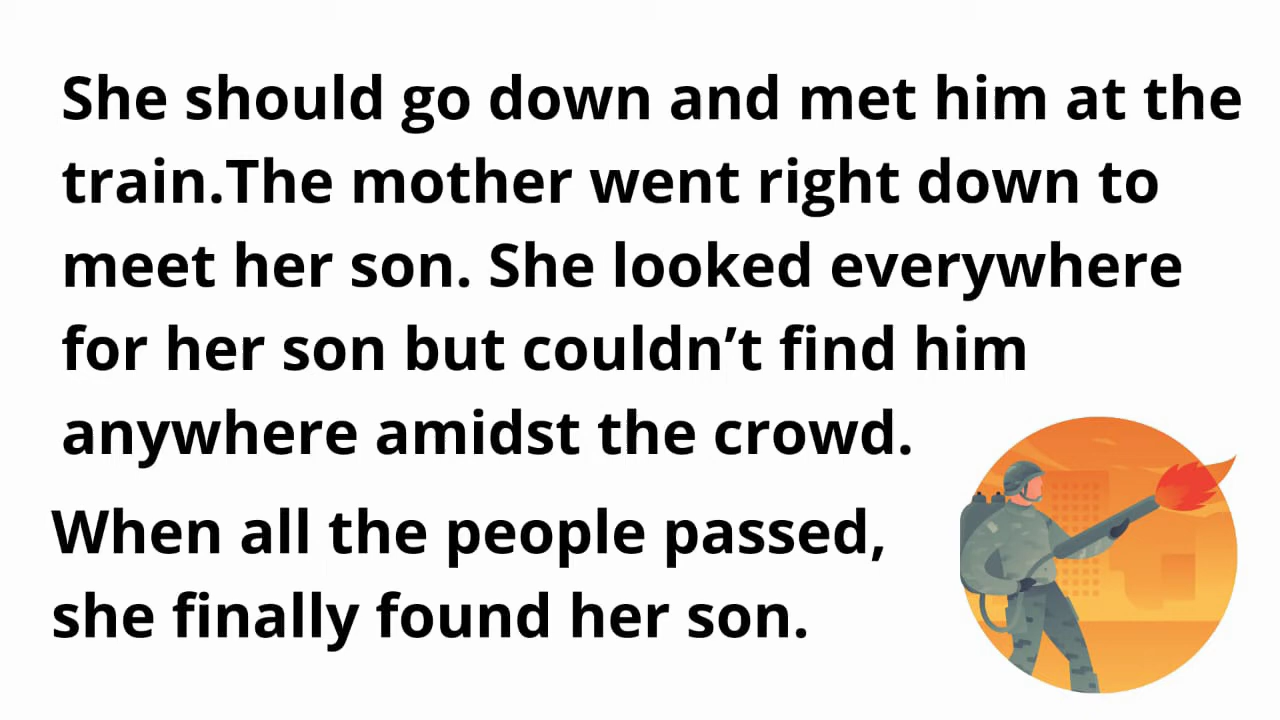 She should go down and met him at the
train.The mother went right down to
meet her son. She looked everywhere
for her son but couldn’t find him
anywhere amidst the crowd.
When all the people passed,
she finally found her son.